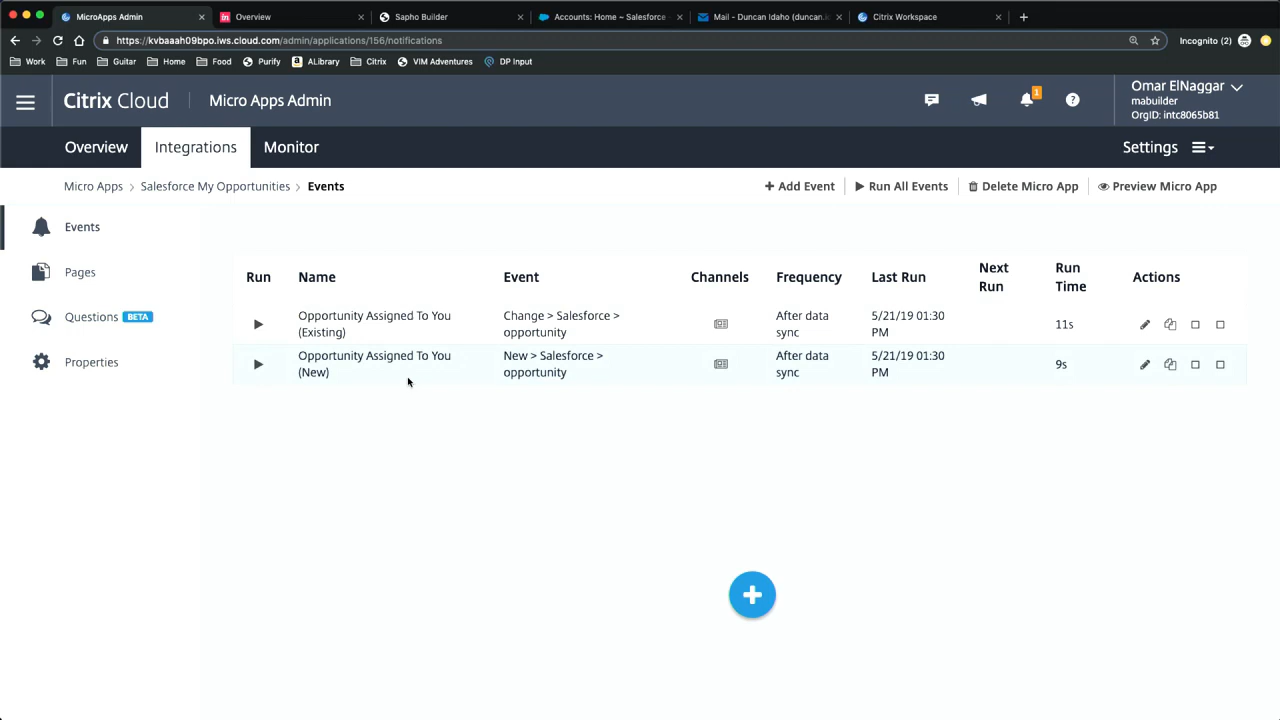 MicroApps Admin
Overview
Sapho Builder
Accounts: Home ~ Salesforce
Mail - Duncan Idaho (duncan.i
Citrix Workspace
https://kvbaaah09bpo.iws.cloud.com/admin/applications/156/notifications
Incognito (2)
Work
Fun
Guitar
Home
Food
Purify
ALibrary
Citrix
VIM Adventures
DP Input
Citrix Cloud
Micro Apps Admin
1
Omar ElNaggar
mabuilder
OrgID: intc8065b81
Overview
Integrations
Monitor
Settings
Micro Apps > Salesforce My Opportunities > Events
+ Add Event
Run All Events
Delete Micro App
Preview Micro App
Events
Pages
Questions BETA
Properties
Run
Name
Event
Channels
Frequency
Last Run
Next
Run
Run
Time
Actions
Opportunity Assigned To You
(Existing)
Change > Salesforce >
opportunity
After data
sync
5/21/19 01:30
PM
11s
Opportunity Assigned To You
(New)
New > Salesforce >
opportunity
After data
sync
5/21/19 01:30
PM
9s